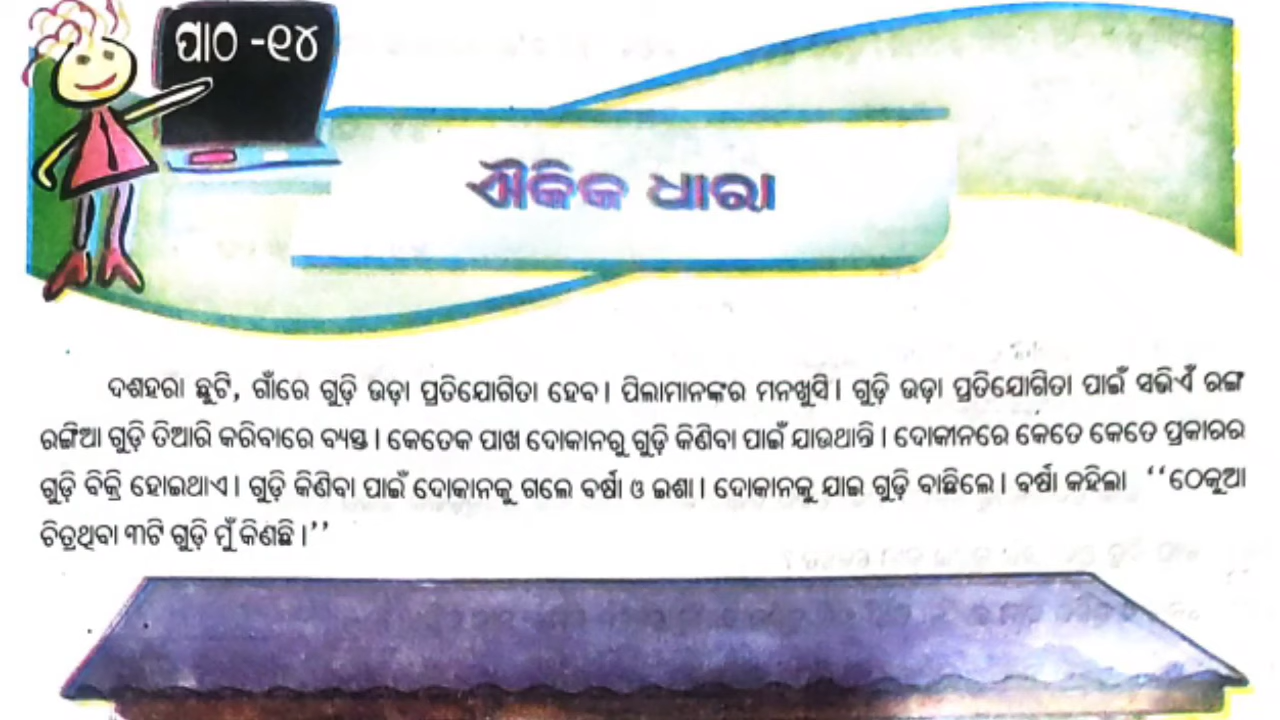 ପାଠ -୧୪
ଐକିକ ଧାରା
ଦଶହରା ଛୁଟି, ଗାଁରେ ଗୁଡ଼ି ଉଡ଼ା ପ୍ରତିଯୋଗିତା ହେବ। ପିଲାମାନଙ୍କର ମନଖୁସି। ଗୁଡ଼ି ଉଡ଼ା ପ୍ରତିଯୋଗିତା ପାଇଁ ସଭିଏଁ ରଙ୍ଗ
ରଙ୍ଗିଆ ଗୁଡ଼ି ତିଆରି କରିବାରେ ବ୍ୟସ୍ତ। କେତେକ ପାଖ ଦୋକାନରୁ ଗୁଡ଼ି କିଣିବା ପାଇଁ ଯାଉଥାନ୍ତି। ଦୋକୀନରେ କେତେ କେତେ ପ୍ରକାରର
ଗୁଡ଼ି ବିକ୍ରି ହୋଇଥାଏ। ଗୁଡ଼ି କିଣିବା ପାଇଁ ଦୋକାନକୁ ଗଲେ ବର୍ଷା ଓ ଇଶା। ଦୋକାନକୁ ଯାଇ ଗୁଡ଼ି ବାଛିଲେ। ବର୍ଷା କହିଲା ‘‘ଠେକୁଆ
ଚିତ୍ରଥିବା ୩ଟି ଗୁଡ଼ି ମୁଁ କିଣଛି।’’